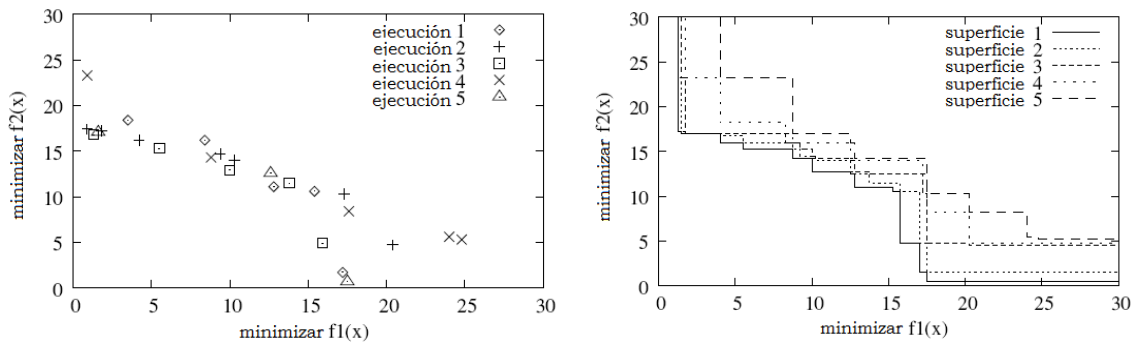 30
25
20
15
10
5
0
minimizar f2(x)
ejecución 1
ejecución 2
ejecución 3
ejecución 4
ejecución 5
0 5 10 15 20 25 30
minimizar f1(x)
30
25
20
15
10
5
0
minimizar f2(x)
superficie 1
superficie 2
superficie 3
superficie 4
superficie 5
0 5 10 15 20 25 30
minimizar f1(x)